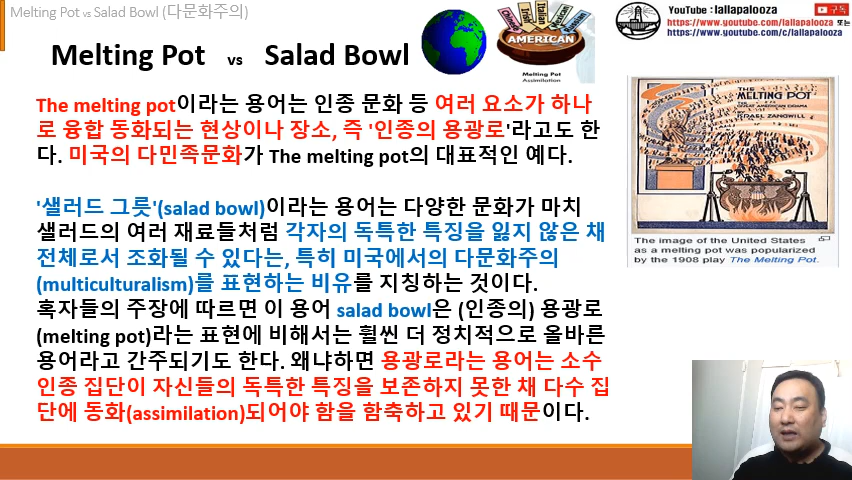 Melting Pot vs Salad Bowl (다문화주의)
YouTube : lallapalooza 구독
https://www.youtube.com/lallapalooza 또는
https://www.youtube.com/c/lallapalooza
Melting Pot vs Salad Bowl
Italian
Mexican
AMERICAN
Melting Pot
Assimilation
The melting pot이라는 용어는 인종 문화 등 여러 요소가 하나
로 융합 동화되는 현상이나 장소, 즉 '인종의 용광로'라고도 한
다. 미국의 다민족문화가 The melting pot의 대표적인 예다.
'샐러드 그릇'(salad bowl)이라는 용어는 다양한 문화가 마치
샐러드의 여러 재료들처럼 각자의 독특한 특징을 잃지 않은 채
전체로서 조화될 수 있다는, 특히 미국에서의 다문화주의
(multiculturalism)를 표현하는 비유를 지칭하는 것이다.
혹자들의 주장에 따르면 이 용어 salad bowl은 (인종의) 용광로
(melting pot)라는 표현에 비해서는 훨씬 더 정치적으로 올바른
용어라고 간주되기도 한다. 왜냐하면 용광로라는 용어는 소수
인종 집단이 자신들의 독특한 특징을 보존하지 못한 채 다수 집
단에 동화(assimilation)되어야 함을 함축하고 있기 때문이다.
THE
MELTING POT
THE GREAT AMERICAN DRAMA
ISRAEL ZANGWILL
The image of the United States
as a melting pot was popularized
by the 1908 play The Melting Pot.